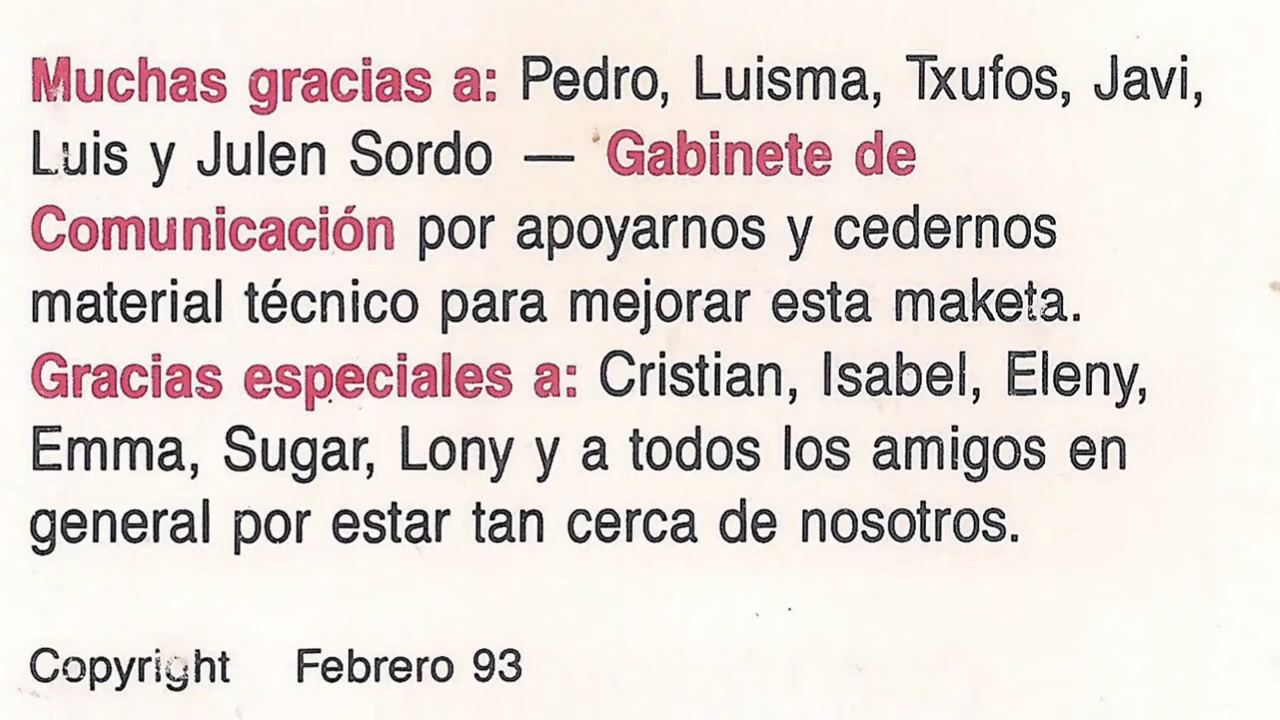 Muchas gracias a: Pedro, Luisma, Txufos, Javi,
Luis y Julen Sordo — Gabinete de
Comunicación por apoyarnos y cedernos
material técnico para mejorar esta maketa.
Gracias especiales a: Cristian, Isabel, Eleny,
Emma, Sugar, Lony y a todos los amigos en
general por estar tan cerca de nosotros.
Copyright Febrero 93